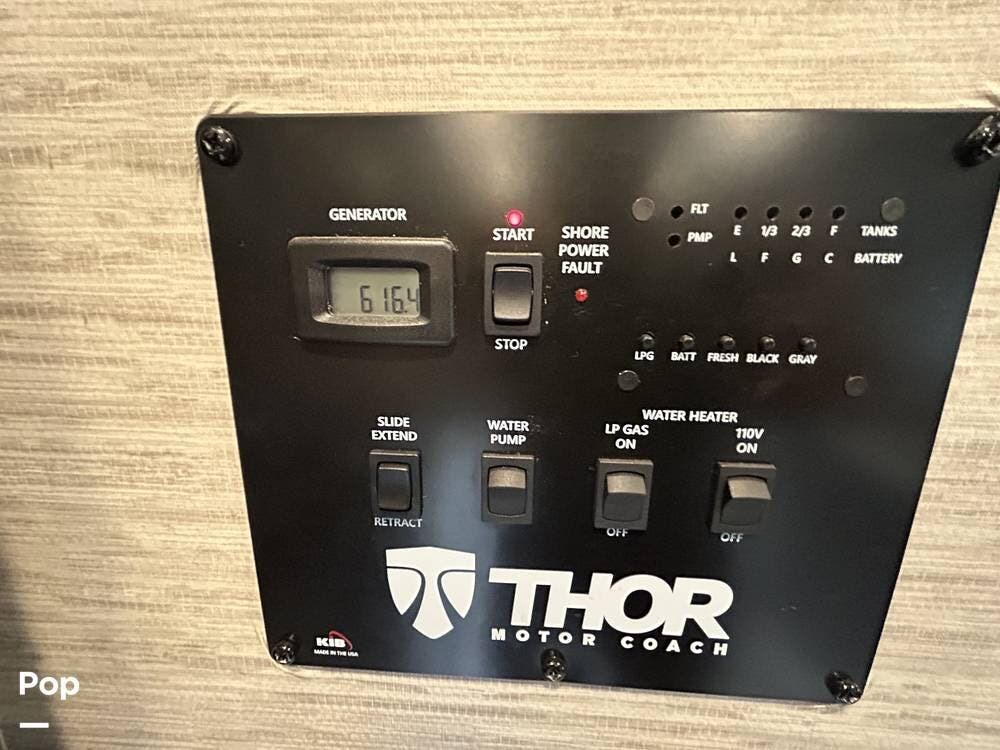 GENERATOR
616.4
START
STOP
SHORE
POWER
FAULT
FLT
PMP
E 1/3 2/3 F TANKS
L F G C BATTERY
LPG BATT FRESH BLACK GRAY
SLIDE
EXTEND
RETRACT
WATER
PUMP
WATER HEATER
LP GAS
ON
OFF
110V
ON
OFF
THOR
MOTOR COACH
KIB
MADE IN THE USA
Pop